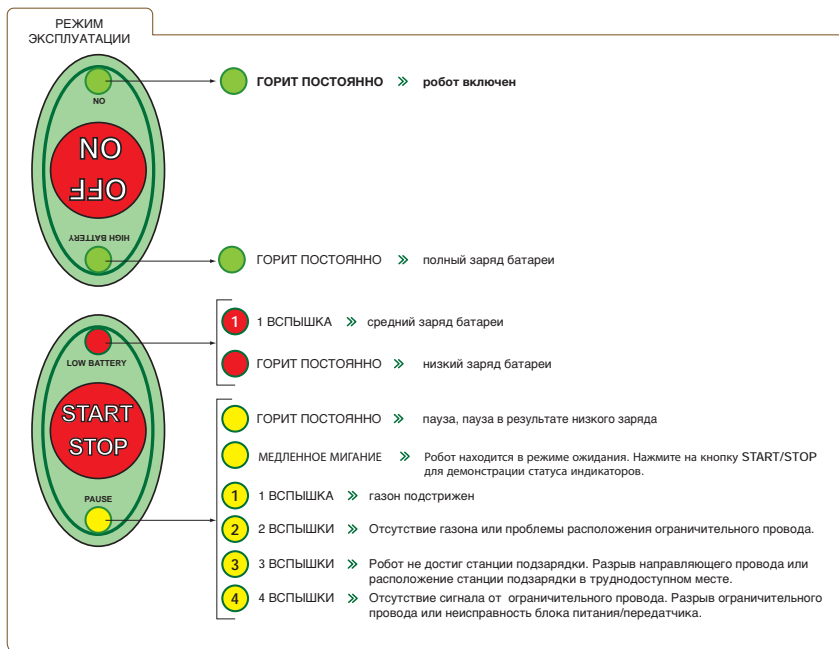 РЕЖИМ
ЭКСПЛУАТАЦИИ
ГОРИТ ПОСТОЯННО » робот включен
NO
ON
OFF
HIGH BATTERY
ГОРИТ ПОСТОЯННО » полный заряд батареи
1 1 ВСПЫШКА » средний заряд батареи
LOW BATTERY
ГОРИТ ПОСТОЯННО » низкий заряд батареи
START
STOP
ГОРИТ ПОСТОЯННО » пауза, пауза в результате низкого заряда
МЕДЛЕННОЕ МИГАНИЕ » Робот находится в режиме ожидания. Нажмите на кнопку START/STOP
для демонстрации статуса индикаторов.
PAUSE
1 1 ВСПЫШКА » газон подстрижен
2 2 ВСПЫШКИ » Отсутствие газона или проблемы расположения ограничительного провода.
3 3 ВСПЫШКИ » Робот не достиг станции подзарядки. Разрыв направляющего провода или
расположение станции подзарядки в труднодоступном месте.
4 4 ВСПЫШКИ » Отсутствие сигнала от ограничительного провода. Разрыв ограничительного
провода или неисправность блока питания/передатчика.